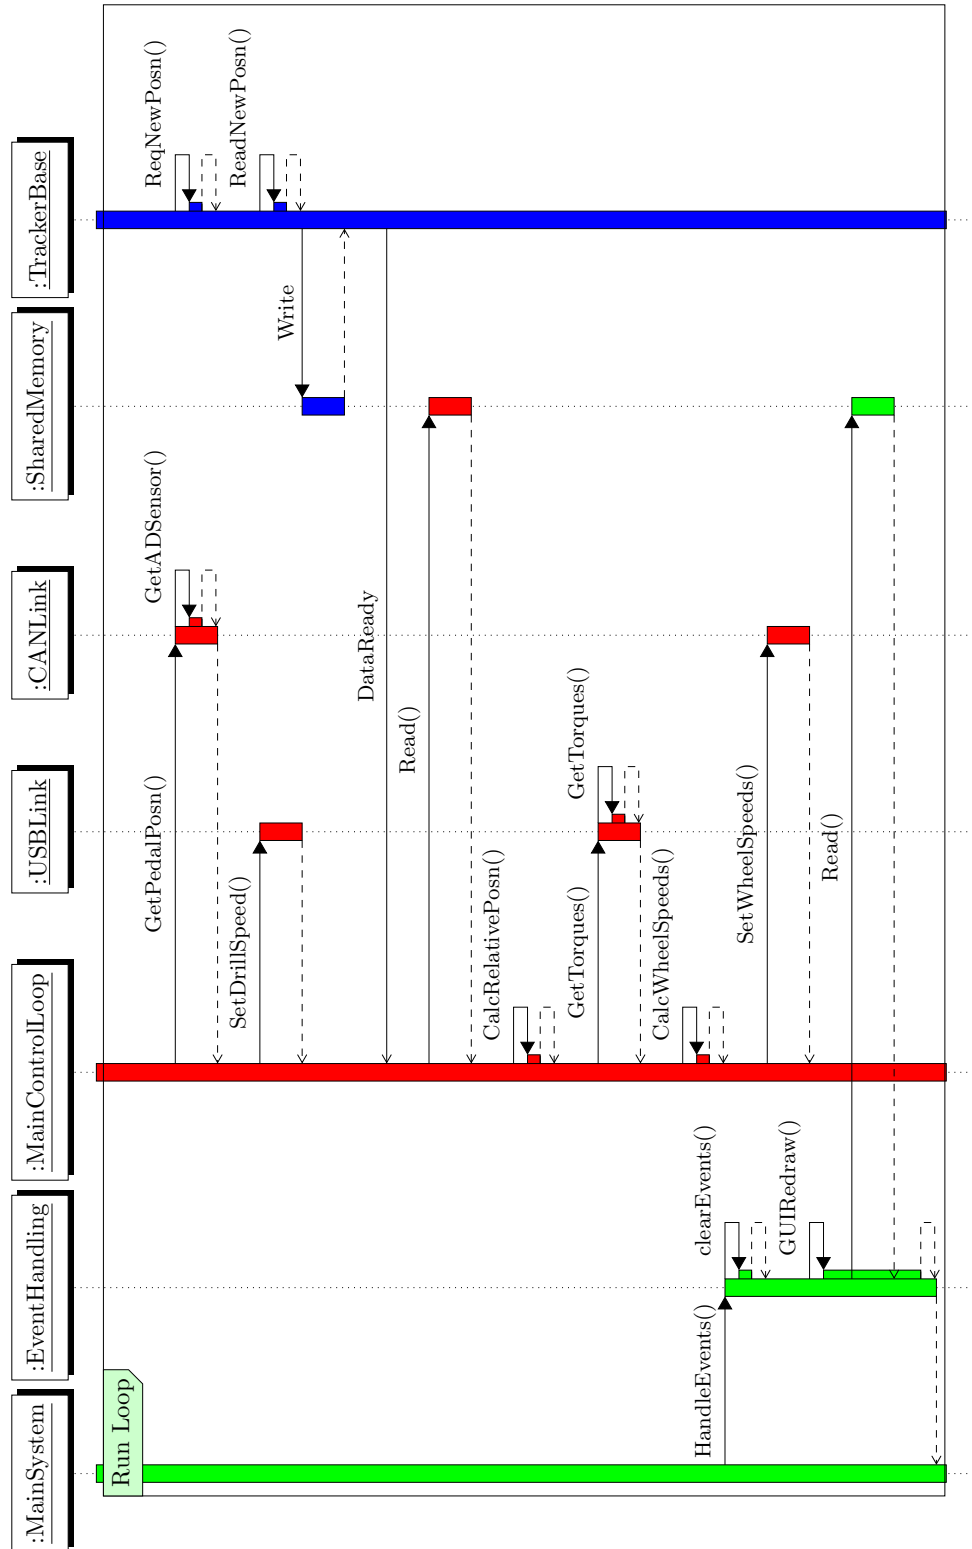 :MainSystem
:EventHandling
:MainControlLoop
:USBLink
:CANLink
:SharedMemory
:TrackerBase
Run Loop
GetPedalPosn()
GetADSensor()
ReqNewPosn()
SetDrillSpeed()
ReadNewPosn()
Write
DataReady
Read()
CalcRelativePosn()
GetTorques()
GetTorques()
CalcWheelSpeeds()
HandleEvents()
clearEvents()
SetWheelSpeeds()
GUIRedraw()
Read()